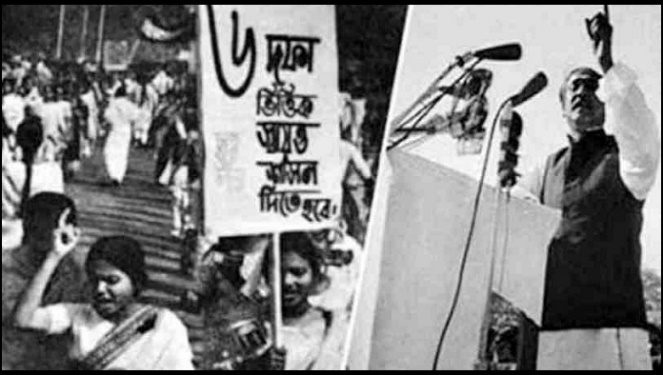 ৬ দফা
ভিত্তিক
স্বায়ত্ত
শাসন
দিতে হবে!